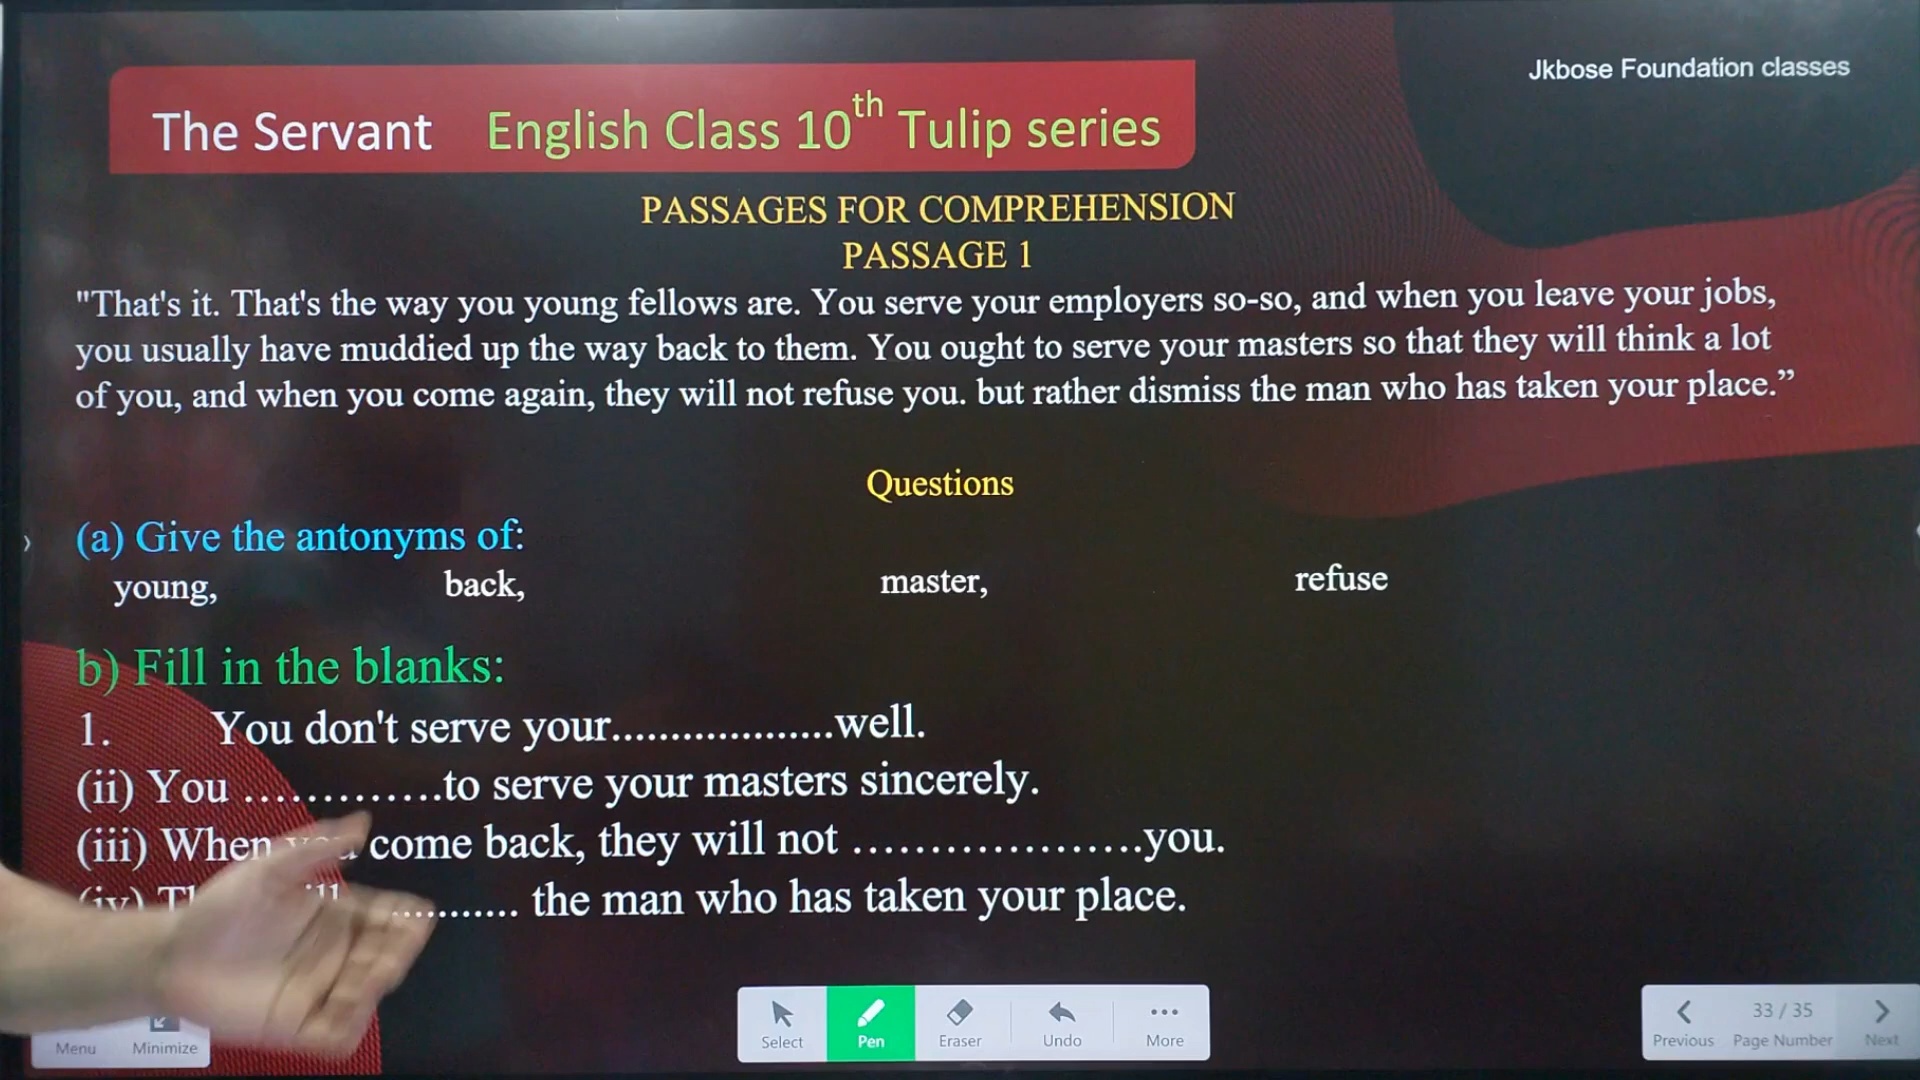 Jkbose Foundation classes
The Servant English Class 10th Tulip series
PASSAGES FOR COMPREHENSION
PASSAGE 1
"That's it. That's the way you young fellows are. You serve your employers so-so, and when you leave your jobs,
you usually have muddied up the way back to them. You ought to serve your masters so that they will think a lot
of you, and when you come again, they will not refuse you. but rather dismiss the man who has taken your place.”
Questions
(a) Give the antonyms of:
young, back, master, refuse
b) Fill in the blanks:
1. You don't serve your...................well.
(ii) You .............to serve your masters sincerely.
(iii) When come back, they will not ...................you.
(iv) ........... the man who has taken your place.
Menu Minimize
Select Pen Eraser Undo More
33 / 35
Previous Page Number Next